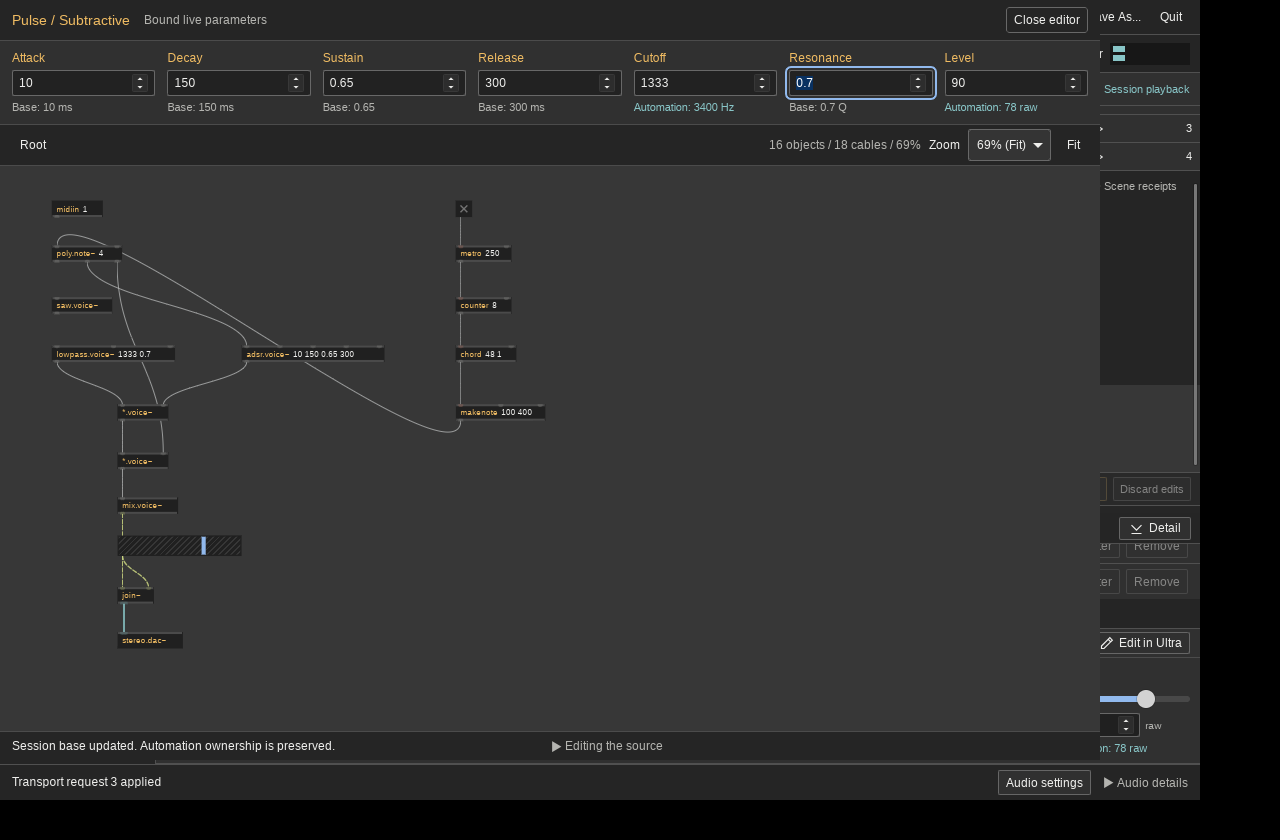 Pulse / Subtractive Bound live parameters Close editor
ave As... Quit
Attack Decay Sustain Release Cutoff Resonance Level
10 150 0.65 300 1333 0.7 90
Base: 10 ms Base: 150 ms Base: 0.65 Base: 300 ms Automation: 3400 Hz Base: 0.7 Q Automation: 78 raw
Session playback
3
4
Root 16 objects / 18 cables / 69% Zoom 69% (Fit) Fit
Scene receipts
midiin 1
poly.note~ 4 metro 250
saw.voice~ counter 8
lowpass.voice~ 1333 0.7 adsr.voice~ 10 150 0.65 300 chord 48 1
*.voice~ makenote 100 400
*.voice~
Discard edits
mix.voice~
Detail
ter Remove
join~
ter Remove
stereo.dac~
Edit in Ultra
raw
on: 78 raw
Session base updated. Automation ownership is preserved. Editing the source
Transport request 3 applied Audio settings Audio details